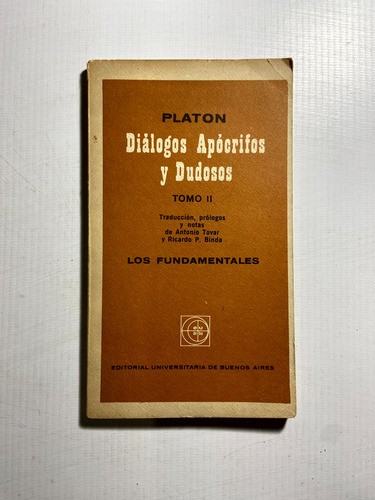 PLATON
Diálogos Apócrifos
y Dudosos
TOMO II
Traducción, prólogos
y notas
de Antonio Tovar
y Ricardo P. Binda
LOS FUNDAMENTALES
EDITORIAL UNIVERSITARIA DE BUENOS AIRES